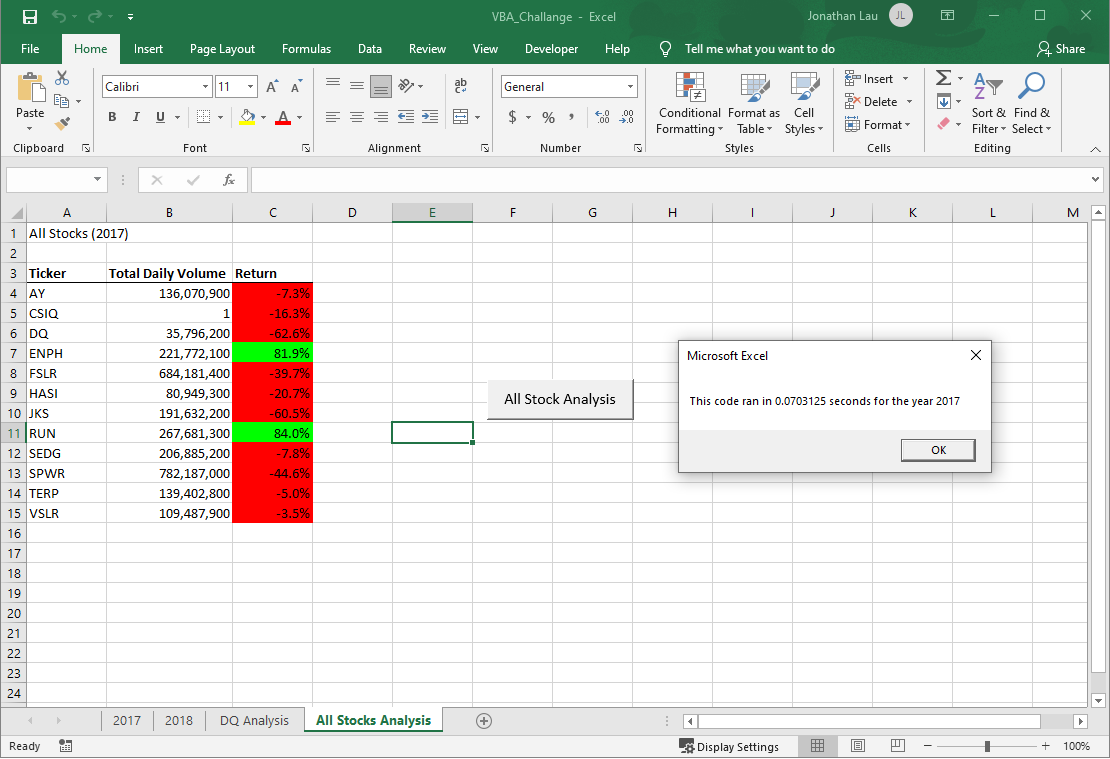 VBA_Challange - Excel
Jonathan Lau JL
File Home Insert Page Layout Formulas Data Review View Developer Help Tell me what you want to do Share
Paste
Clipboard
Calibri 11 A A
B I U A
Font
ab
Alignment
General
$ % , .00
Number
Conditional Formatting
Format as Table
Cell Styles
Styles
Insert
Delete
Format
Cells
Sort & Filter
Find & Select
Editing
fx
A B C D E F G H I J K L M
1 All Stocks (2017)
2
3 Ticker Total Daily Volume Return
4 AY 136,070,900 -7.3%
5 CSIQ 1 -16.3%
6 DQ 35,796,200 -62.6%
7 ENPH 221,772,100 81.9%
8 FSLR 684,181,400 -39.7%
9 HASI 80,949,300 -20.7%
10 JKS 191,632,200 -60.5%
11 RUN 267,681,300 84.0%
12 SEDG 206,885,200 -7.8%
13 SPWR 782,187,000 -44.6%
14 TERP 139,402,800 -5.0%
15 VSLR 109,487,900 -3.5%
16
17
18
19
20
21
22
23
24
All Stock Analysis
Microsoft Excel
This code ran in 0.0703125 seconds for the year 2017
OK
2017 2018 DQ Analysis All Stocks Analysis
Ready Display Settings 100%